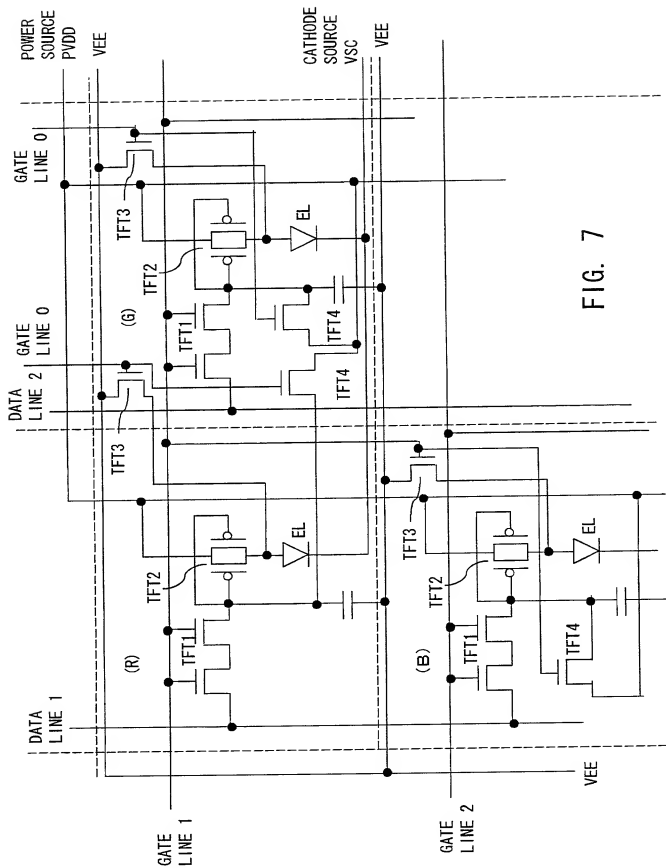 POWER
SOURCE
PVDD
VEE
CATHODE
SOURCE
VSC
VEE
GATE
LINE 0
TFT3
TFT2
EL
(G)
TFT1
TFT4
GATE
LINE0
DATA
LINE 2
TFT3
TFT4
TFT2
EL
(R)
TFT1
TFT3
TFT2
EL
(B)
TFT1
TFT4
DATA
LINE 1
VEE
GATE
LINE 1
GATE
LINE 2
FIG. 7